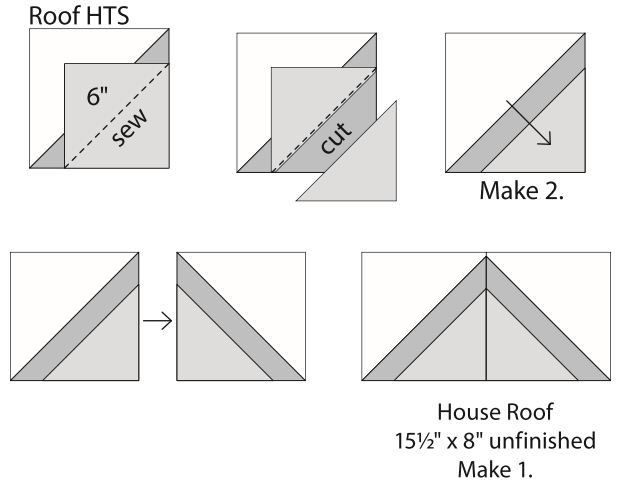 Roof HTS
6"
sew
cut
Make 2.
House Roof
15½" x 8" unfinished
Make 1.